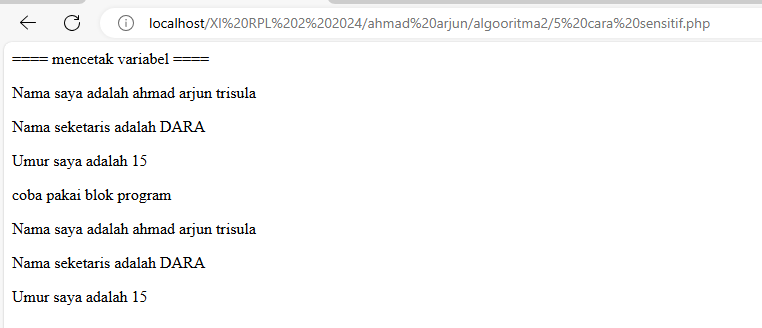 localhost/XI%20RPL%202%202024/ahmad%20arjun/algooritma2/5%20cara%20sensitif.php
==== mencetak variabel ====
Nama saya adalah ahmad arjun trisula
Nama seketaris adalah DARA
Umur saya adalah 15
coba pakai blok program
Nama saya adalah ahmad arjun trisula
Nama seketaris adalah DARA
Umur saya adalah 15